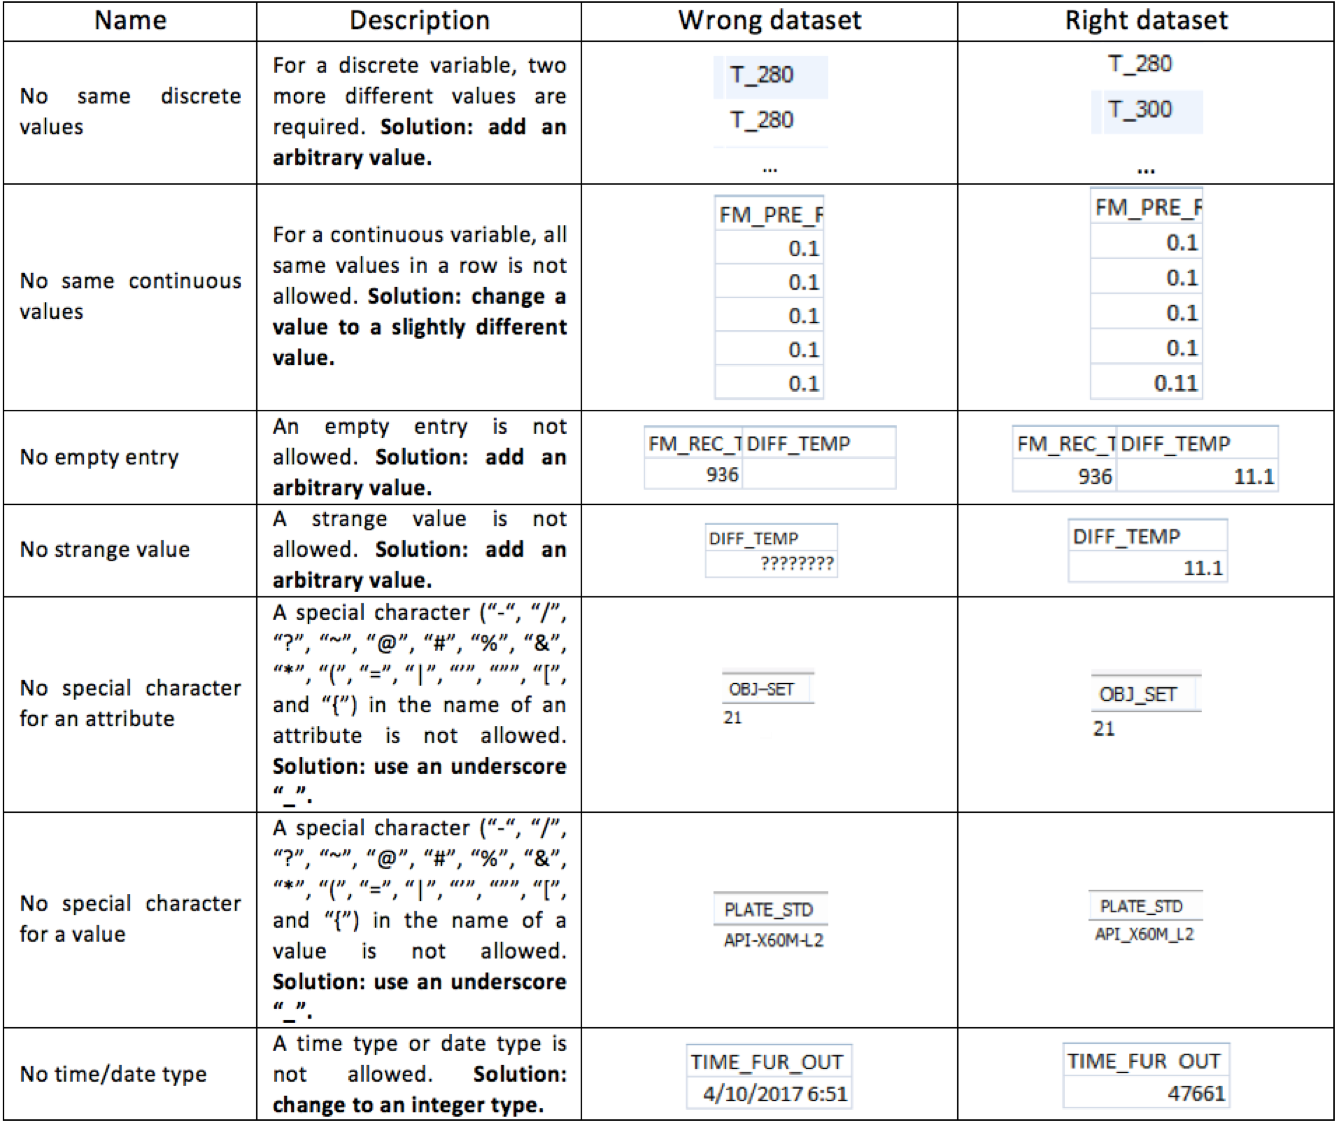 Name Description Wrong dataset Right dataset
No same discrete
values
For a discrete variable, two
more different values are
required. Solution: add an
arbitrary value.
T_280
T_280
...
T_280
T_300
...
No same continuous
values
For a continuous variable, all
same values in a row is not
allowed. Solution: change a
value to a slightly different
value.
FM_PRE_F
0.1
0.1
0.1
0.1
0.1
FM_PRE_F
0.1
0.1
0.1
0.1
0.11
No empty entry
An empty entry is not
allowed. Solution: add an
arbitrary value.
FM_REC_T DIFF_TEMP
936
FM_REC_T DIFF_TEMP
936 11.1
No strange value
A strange value is not
allowed. Solution: add an
arbitrary value.
DIFF_TEMP
????????
DIFF_TEMP
11.1
No special character
for an attribute
A special character (“-“, “/”,
“?”, “~”, “@”, “#”, “%”, “&”,
“*”, “(”, “=”, “|”, “’”, “””, “[”,
and “{”) in the name of an
attribute is not allowed.
Solution: use an underscore
“_”.
OBJ-SET
21
OBJ_SET
21
No special character
for a value
A special character (“-“, “/”,
“?”, “~”, “@”, “#”, “%”, “&”,
“*”, “(”, “=”, “|”, “’”, “””, “[”,
and “{”) in the name of a
value is not allowed.
Solution: use an underscore
“_”.
PLATE_STD
API-X60M-L2
PLATE_STD
API_X60M_L2
No time/date type
A time type or date type is
not allowed. Solution:
change to an integer type.
TIME_FUR_OUT
4/10/2017 6:51
TIME_FUR OUT
47661